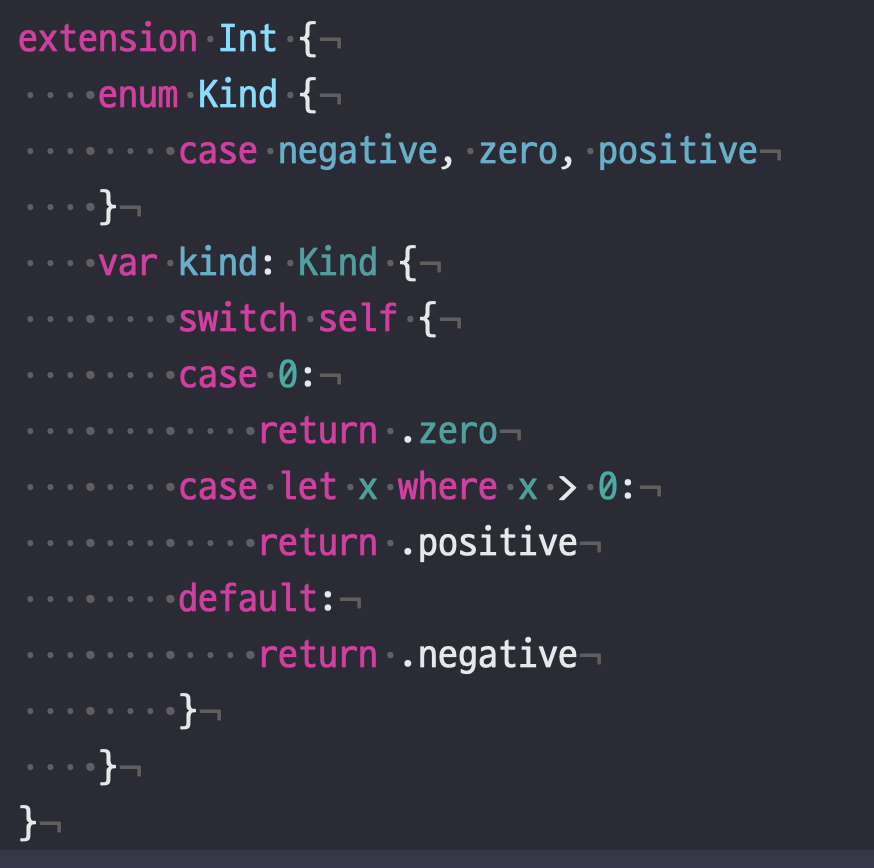 extension Int {
    enum Kind {
        case negative, zero, positive
    }
    var kind: Kind {
        switch self {
        case 0:
            return .zero
        case let x where x > 0:
            return .positive
        default:
            return .negative
        }
    }
}